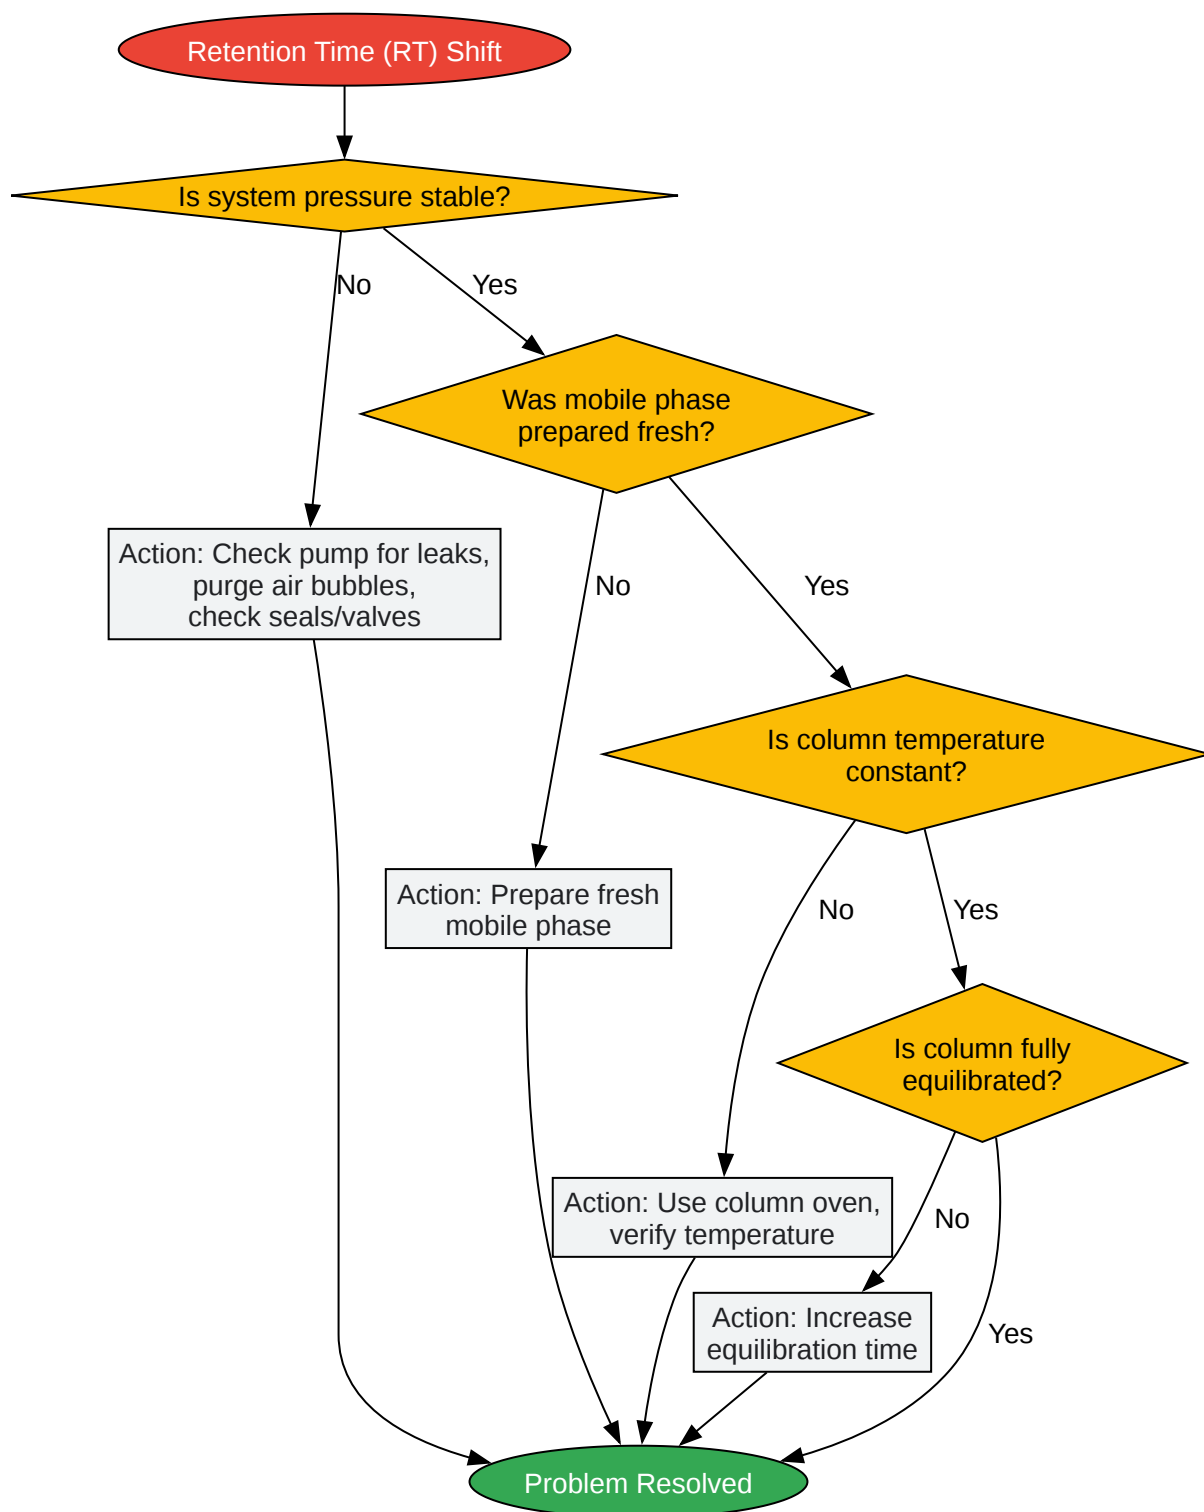 Retention Time (RT) Shift
Is system pressure stable?
No
Yes
Was mobile phase
prepared fresh?
Action: Check pump for leaks,
purge air bubbles,
check seals/valves
No
Yes
Is column temperature
constant?
Action: Prepare fresh
mobile phase
No
Yes
Is column fully
equilibrated?
Action: Use column oven,
verify temperature
No
Action: Increase
equilibration time
Yes
Problem Resolved